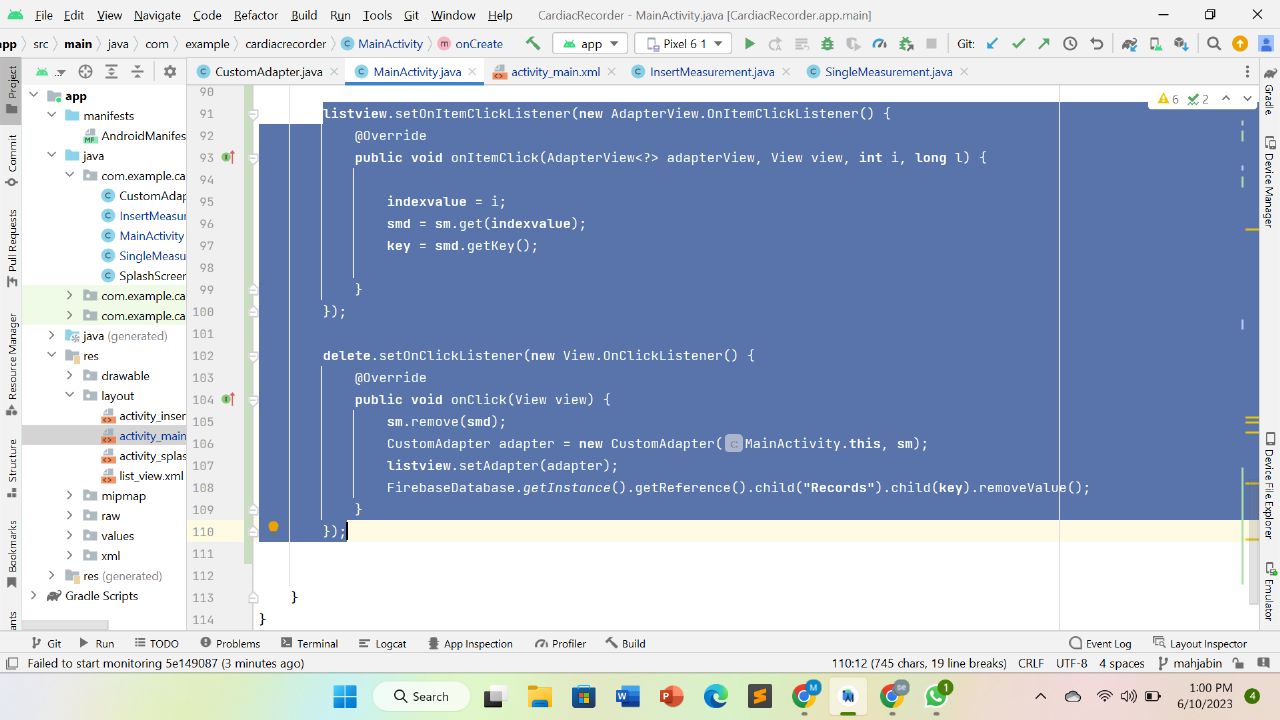 File Edit View Navigate Code Refactor Build Run Tools Git Window Help CardiacRecorder - MainActivity.java [CardiacRecorder.app.main]
app src main java com example cardiacrecorder MainActivity onCreate app Pixel 6 1 Git:
CustomAdapter.java MainActivity.java activity_main.xml InsertMeasurement.java SingleMeasurement.java
Project
Commit
Pull Requests
Resource Manager
Structure
Bookmarks
app
manifests
AndroidManifes
java
com.example.ca
CustomAdap
InsertMeasur
MainActivity
SingleMeasu
SplashScreen
com.example.ca
com.example.ca
java (generated)
res
drawable
layout
activity_inser
activity_main
activity_splas
list_view.xml
mipmap
raw
values
xml
res (generated)
Gradle Scripts
6 2
90
91 listview.setOnItemClickListener(new AdapterView.OnItemClickListener() {
92 @Override
93 public void onItemClick(AdapterView<?> adapterView, View view, int i, long l) {
94
95 indexvalue = i;
96 smd = sm.get(indexvalue);
97 key = smd.getKey();
98
99 }
100 });
101
102 delete.setOnClickListener(new View.OnClickListener() {
103 @Override
104 public void onClick(View view) {
105 sm.remove(smd);
106 CustomAdapter adapter = new CustomAdapter( c: MainActivity.this, sm);
107 listview.setAdapter(adapter);
108 FirebaseDatabase.getInstance().getReference().child("Records").child(key).removeValue();
109 }
110 });
111
112
113 }
114 }
Gradle
Device Manager
Device File Explorer
Emulator
Git Run TODO Problems Terminal Logcat App Inspection Profiler Build Event Log Layout Inspector
Failed to start monitoring 5e149087 (3 minutes ago) 110:12 (745 chars, 19 line breaks) CRLF UTF-8 4 spaces mahjabin
Search
1:00 PM
6/10/2023
4